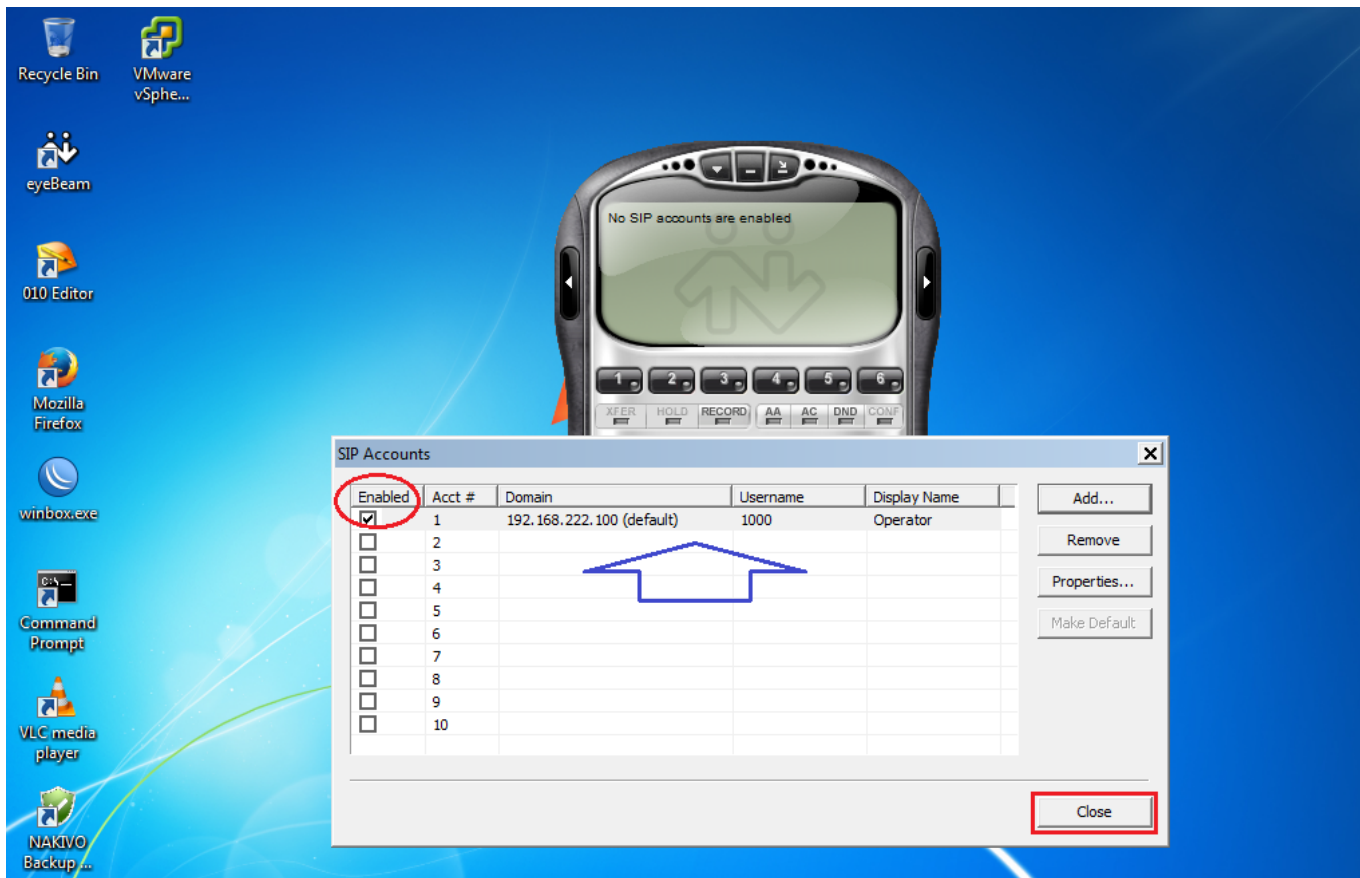 Recycle Bin
VMware
vSphe...
eyeBeam
010 Editor
Mozilla
Firefox
winbox.exe
C:\
Command
Prompt
VLC media
player
NAKIVO
Backup ...
No SIP accounts are enabled
1 2 3 4 5 6
XFER HOLD RECORD AA AC DND CONF
SIP Accounts
Enabled Acct # Domain Username Display Name
1 192.168.222.100 (default) 1000 Operator
2
3
4
5
6
7
8
9
10
Add...
Remove
Properties...
Make Default
Close